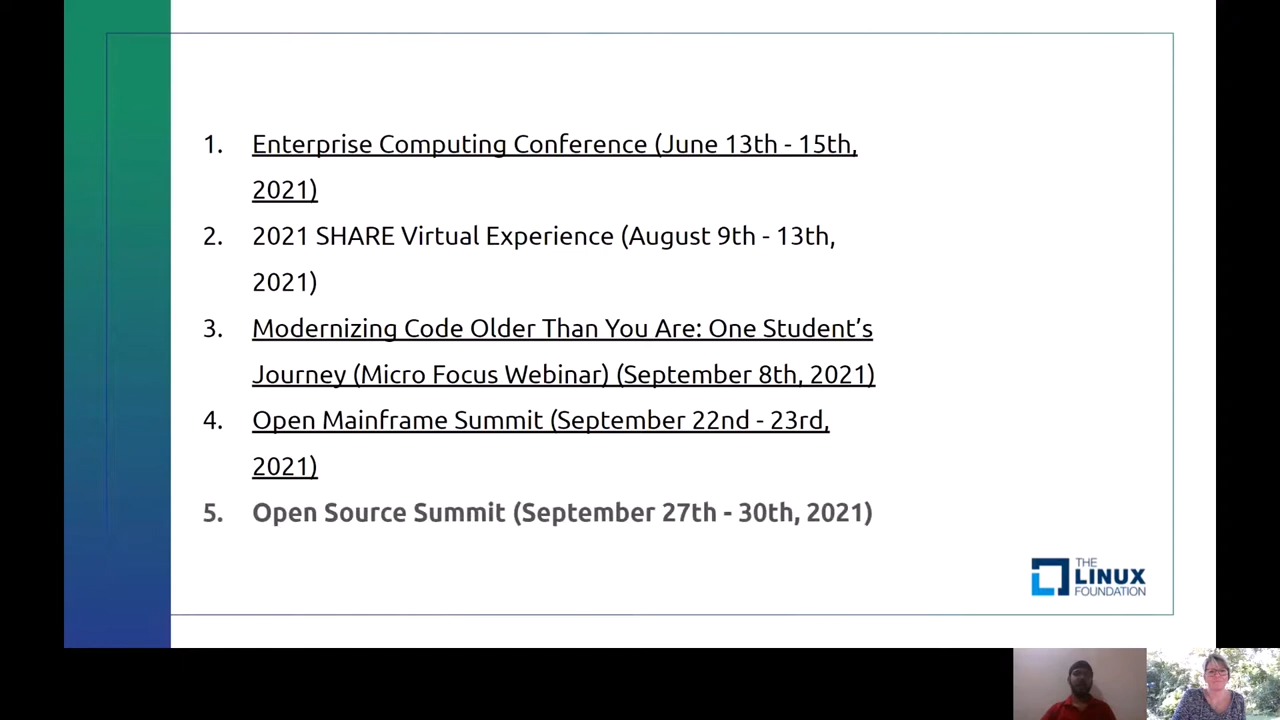 1. Enterprise Computing Conference (June 13th - 15th,
2021)
2. 2021 SHARE Virtual Experience (August 9th - 13th,
2021)
3. Modernizing Code Older Than You Are: One Student’s
Journey (Micro Focus Webinar) (September 8th, 2021)
4. Open Mainframe Summit (September 22nd - 23rd,
2021)
5. Open Source Summit (September 27th - 30th, 2021)
THE
LINUX
FOUNDATION